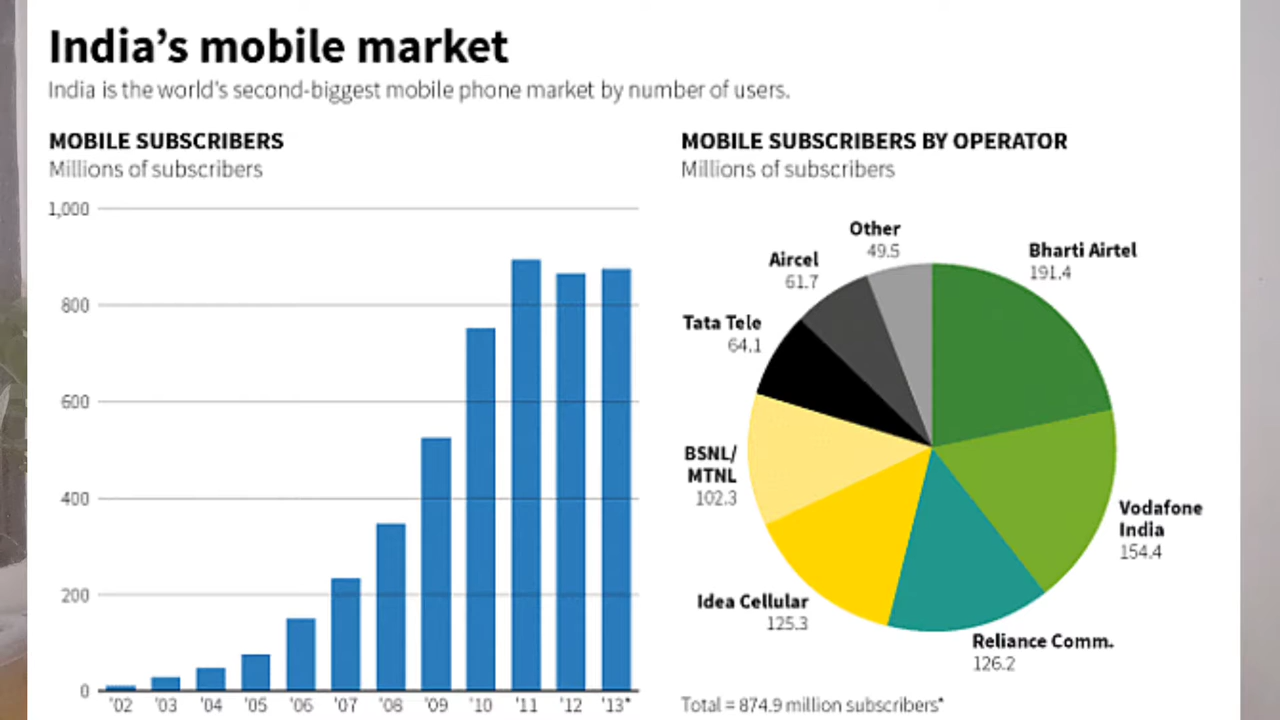 India's mobile market
India is the world's second-biggest mobile phone market by number of users.
MOBILE SUBSCRIBERS
Millions of subscribers
1,000
800
600
400
200
0
'02 '03 '04 '05 '06 '07 '08 '09 '10 '11 '12 '13*
MOBILE SUBSCRIBERS BY OPERATOR
Millions of subscribers
Other
49.5
Bharti Airtel
191.4
Aircel
61.7
Tata Tele
64.1
BSNL/
MTNL
102.3
Vodafone
India
154.4
Idea Cellular
125.3
Reliance Comm.
126.2
Total = 874.9 million subscribers*